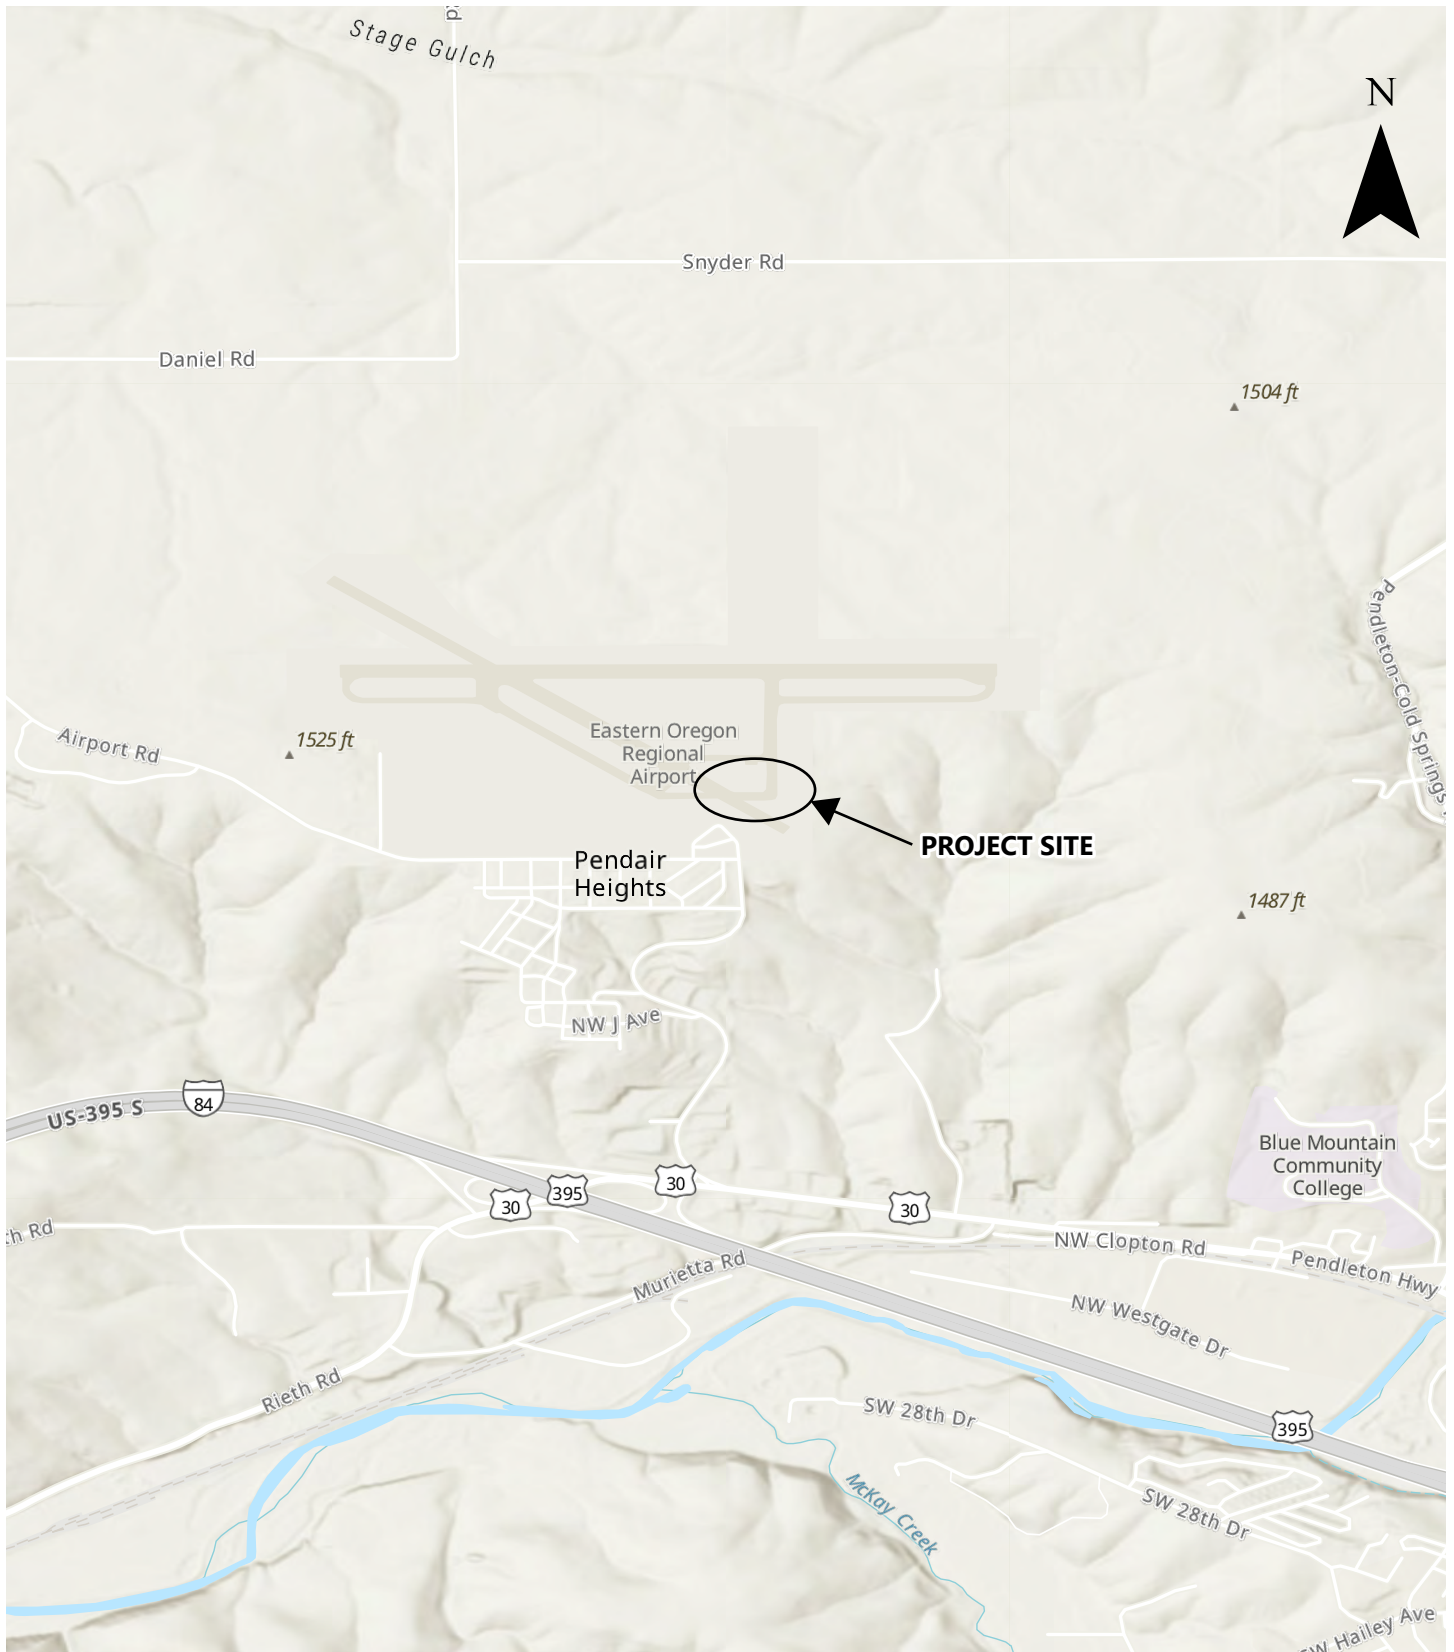 Rd
Stage Gulch
N
Snyder Rd
Daniel Rd
1504 ft
Pendleton-Cold Springs
Eastern Oregon
Regional
Airport
Airport Rd
1525 ft
PROJECT SITE
Pendair
Heights
1487 ft
NW J Ave
US-395 S
84
Blue Mountain
Community
College
30
395
30
30
th Rd
NW Clopton Rd
Murietta Rd
Pendleton Hwy
NW Westgate Dr
Rieth Rd
SW 28th Dr
395
McKay Creek
SW 28th Dr
SW Hailey Ave